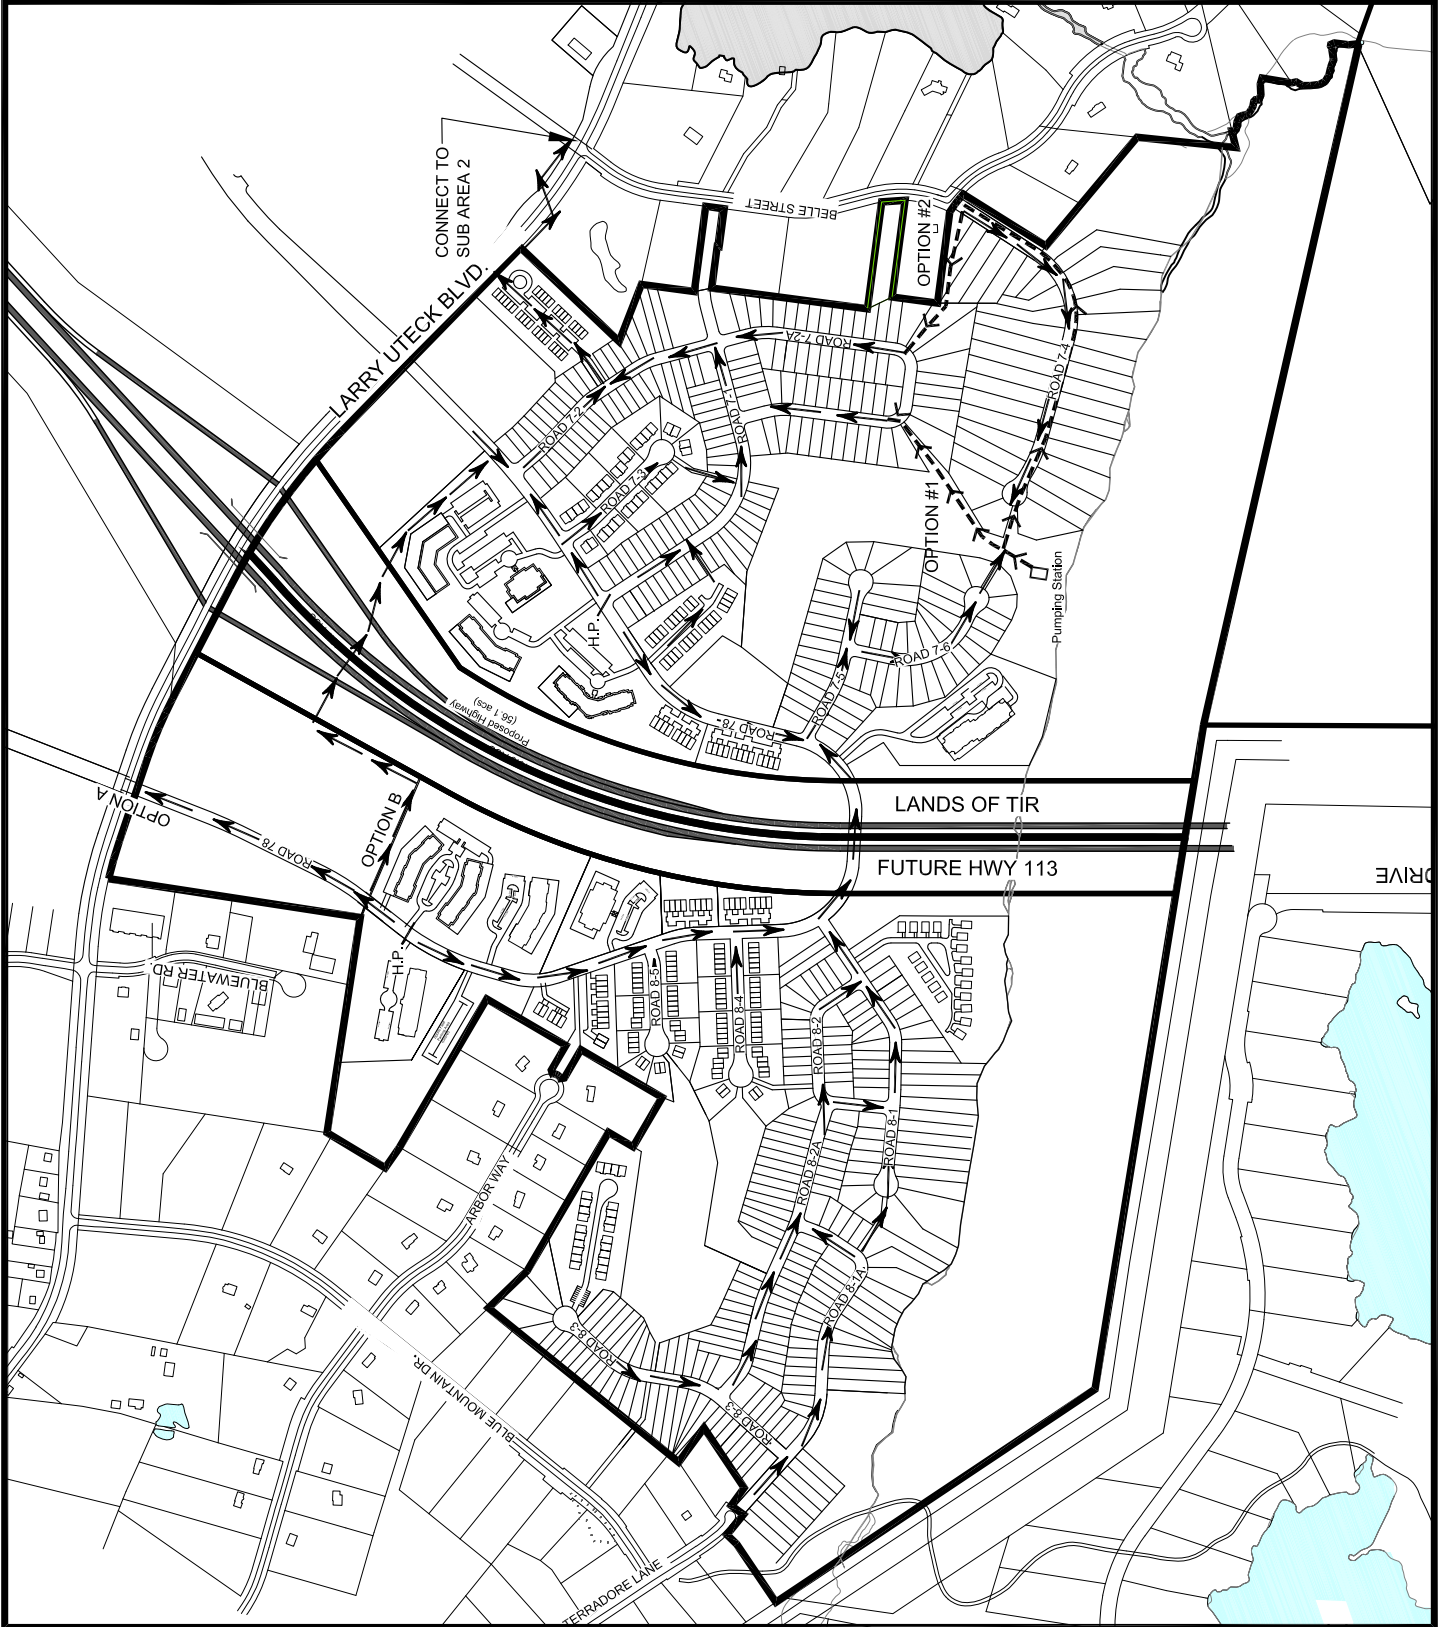 CONNECT TO
SUB AREA 2
BELLE STREET
OPTION #2
LARRY UTECK BLVD.
ROAD 7-2A
ROAD 7-4
ROAD 7-2
ROAD 7-1
ROAD 7-3
OPTION #1
Pumping Station
H.P.
ROAD 7-6
ROAD 7-5
ROAD 78
Proposed Highway
(56.1 acs)
LANDS OF TIR
OPTION A
ROAD 78
OPTION B
FUTURE HWY 113
DRIVE
H.P.
BLUEWATER RD
ROAD 8-5
ROAD 8-4
ROAD 8-2
ROAD 8-1
ROAD 8-2A
ARBOR WAY
ROAD 8-1A
ROAD 8-3
BLUE MOUNTAIN DR.
ROAD 8-3
TERRADORE LANE